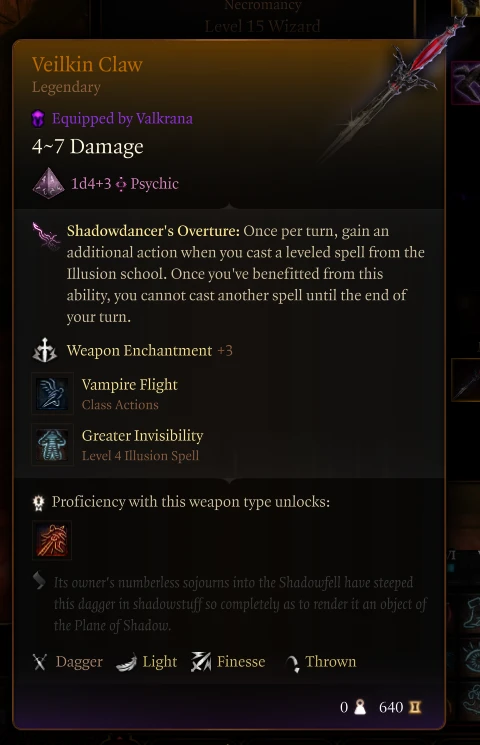 Necromancy
Level 15 Wizard
Veilkin Claw
Legendary
Equipped by Valkrana
4~7 Damage
1d4+3 Psychic
Shadowdancer's Overture: Once per turn, gain an
additional action when you cast a leveled spell from the
Illusion school. Once you've benefitted from this
ability, you cannot cast another spell until the end of
your turn.
Weapon Enchantment +3
Vampire Flight
Class Actions
Greater Invisibility
Level 4 Illusion Spell
Proficiency with this weapon type unlocks:
Its owner's numberless sojourns into the Shadowfell have steeped
this dagger in shadowstuff so completely as to render it an object of
the Plane of Shadow.
Dagger Light Finesse Thrown
0 640